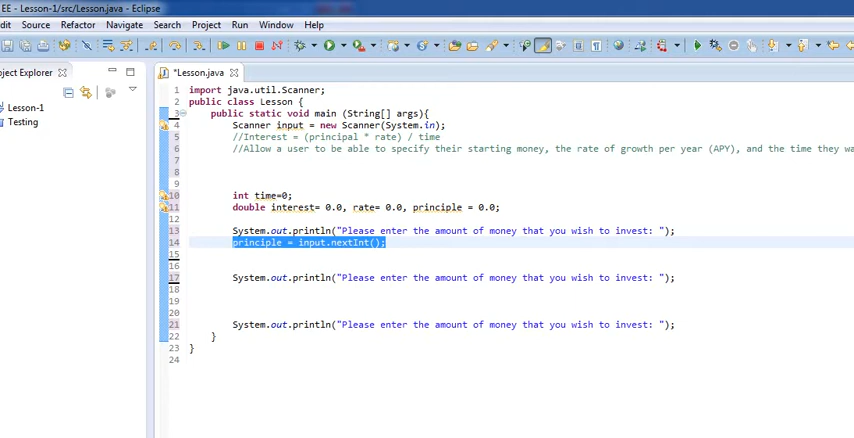 EE - Lesson-1/src/Lesson.java - Eclipse
dit Source Refactor Navigate Search Project Run Window Help
oject Explorer
*Lesson.java
Lesson-1
Testing
1 import java.util.Scanner;
2 public class Lesson {
3 public static void main (String[] args){
4 Scanner input = new Scanner(System.in);
5 //Interest = (principal * rate) / time
6 //Allow a user to be able to specify their starting money, the rate of growth per year (APY), and the time they wa
7
8
9
10 int time=0;
11 double interest= 0.0, rate= 0.0, principle = 0.0;
12
13 System.out.println("Please enter the amount of money that you wish to invest: ");
14 principle = input.nextInt();
15
16
17 System.out.println("Please enter the amount of money that you wish to invest: ");
18
19
20
21 System.out.println("Please enter the amount of money that you wish to invest: ");
22 }
23 }
24